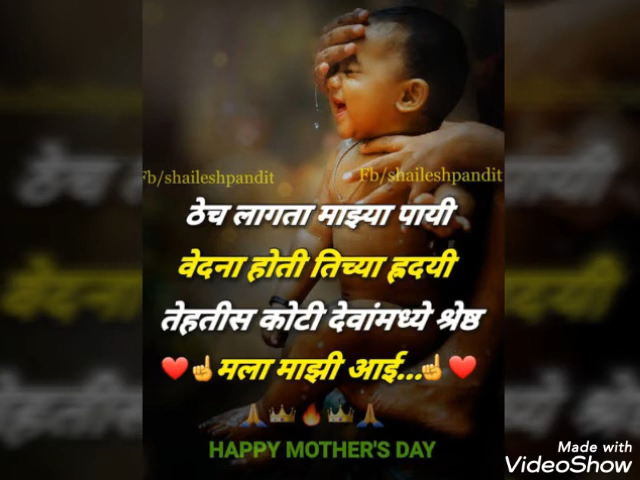 Fb/shaileshpandit Fb/shaileshpandit
ठेच लागता माझ्या पायी
वेदना होती तिच्या ह्रदयी
तेहतीस कोटी देवांमध्ये श्रेष्ठ
❤️☝️मला माझी आई...☝️❤️
🙏👑🔥👑🙏
HAPPY MOTHER'S DAY
Made with
VideoShow